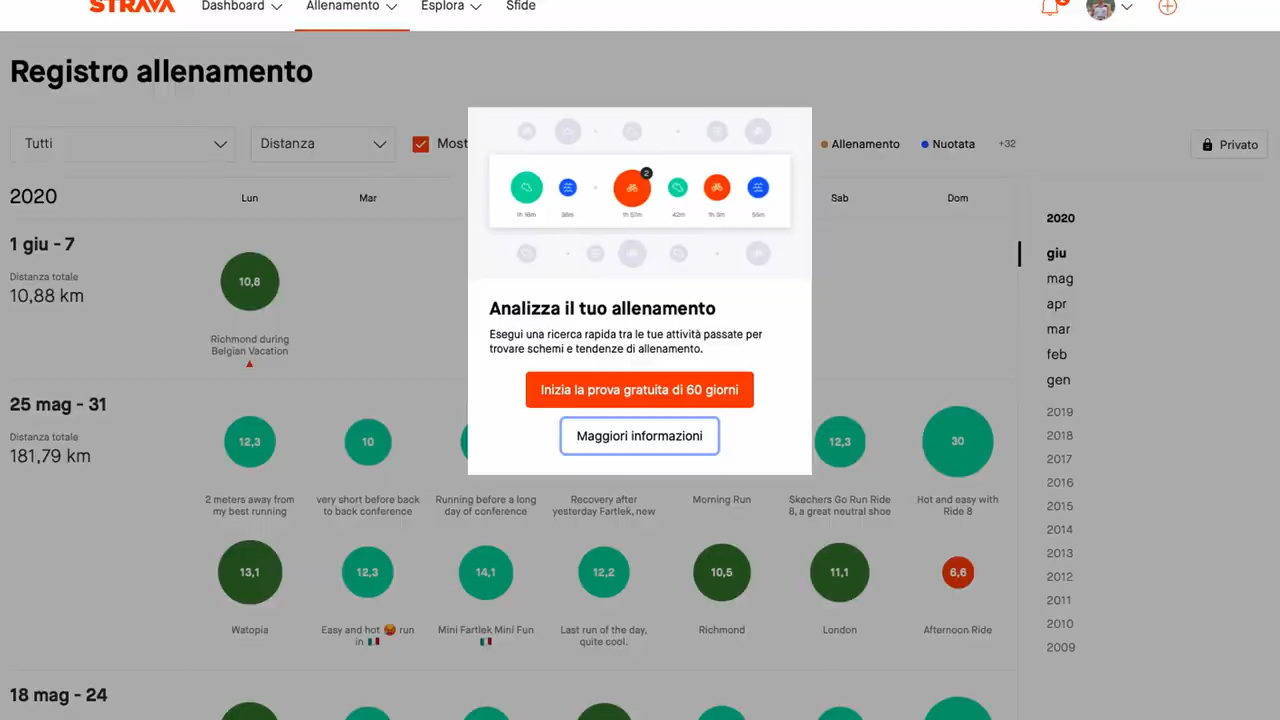 STRAVA
Dashboard
Allenamento
Esplora
Sfide
Registro allenamento
Tutti
Distanza
Most
Allenamento
Nuotata
+32
Privato
2020
Lun
Mar
Sab
Dom
1 giu - 7
Distanza totale
10,88 km
10,8
Richmond during
Belgian Vacation
2
1h 16m
38m
1h 57m
42m
1h 3m
55m
Analizza il tuo allenamento
Esegui una ricerca rapida tra le tue attività passate per
trovare schemi e tendenze di allenamento.
Inizia la prova gratuita di 60 giorni
Maggiori informazioni
25 mag - 31
Distanza totale
181,79 km
12,3
10
12,3
30
2 meters away from
my best running
very short before back
to back conference
Running before a long
day of conference
Recovery after
yesterday Fartlek, new
Morning Run
Skechers Go Run Ride
8, a great neutral shoe
Hot and easy with
Ride 8
13,1
12,3
14,1
12,2
10,5
11,1
6,6
Watopia
Easy and hot 🥵 run
in 🇮🇹
Mini Fartlek Mini Fun
🇮🇹
Last run of the day,
quite cool.
Richmond
London
Afternoon Ride
18 mag - 24
2020
giu
mag
apr
mar
feb
gen
2019
2018
2017
2016
2015
2014
2013
2012
2011
2010
2009